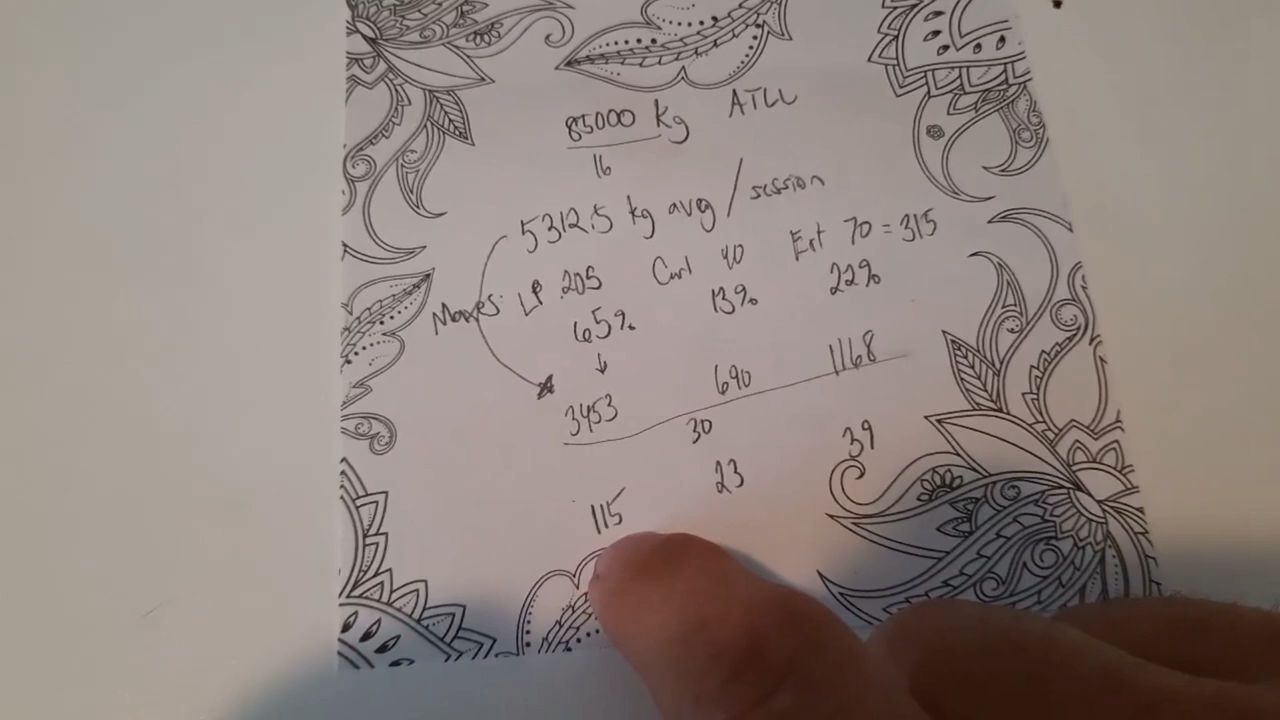 85000 kg ATLL
16
5312.5 kg avg / session
Maxes: LP 205 Curl 40 Ext 70 = 315
65% 13% 22%
↓
3453 690 1168
30
115 23 39